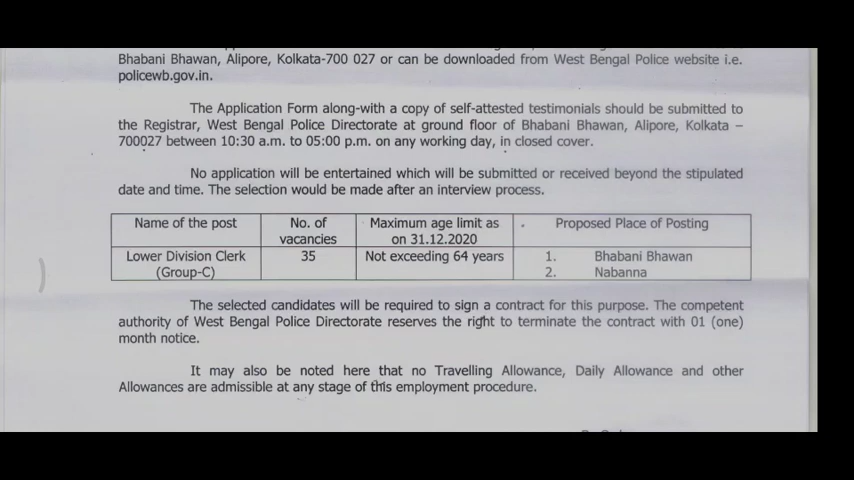 Bhabani Bhawan, Alipore, Kolkata-700 027 or can be downloaded from West Bengal Police website i.e.
policewb.gov.in.
The Application Form along-with a copy of self-attested testimonials should be submitted to
the Registrar, West Bengal Police Directorate at ground floor of Bhabani Bhawan, Alipore, Kolkata –
700027 between 10:30 a.m. to 05:00 p.m. on any working day, in closed cover.
No application will be entertained which will be submitted or received beyond the stipulated
date and time. The selection would be made after an interview process.
Name of the post No. of vacancies Maximum age limit as on 31.12.2020 Proposed Place of Posting
Lower Division Clerk (Group-C) 35 Not exceeding 64 years 1. Bhabani Bhawan
2. Nabanna
The selected candidates will be required to sign a contract for this purpose. The competent
authority of West Bengal Police Directorate reserves the right to terminate the contract with 01 (one)
month notice.
It may also be noted here that no Travelling Allowance, Daily Allowance and other
Allowances are admissible at any stage of this employment procedure.